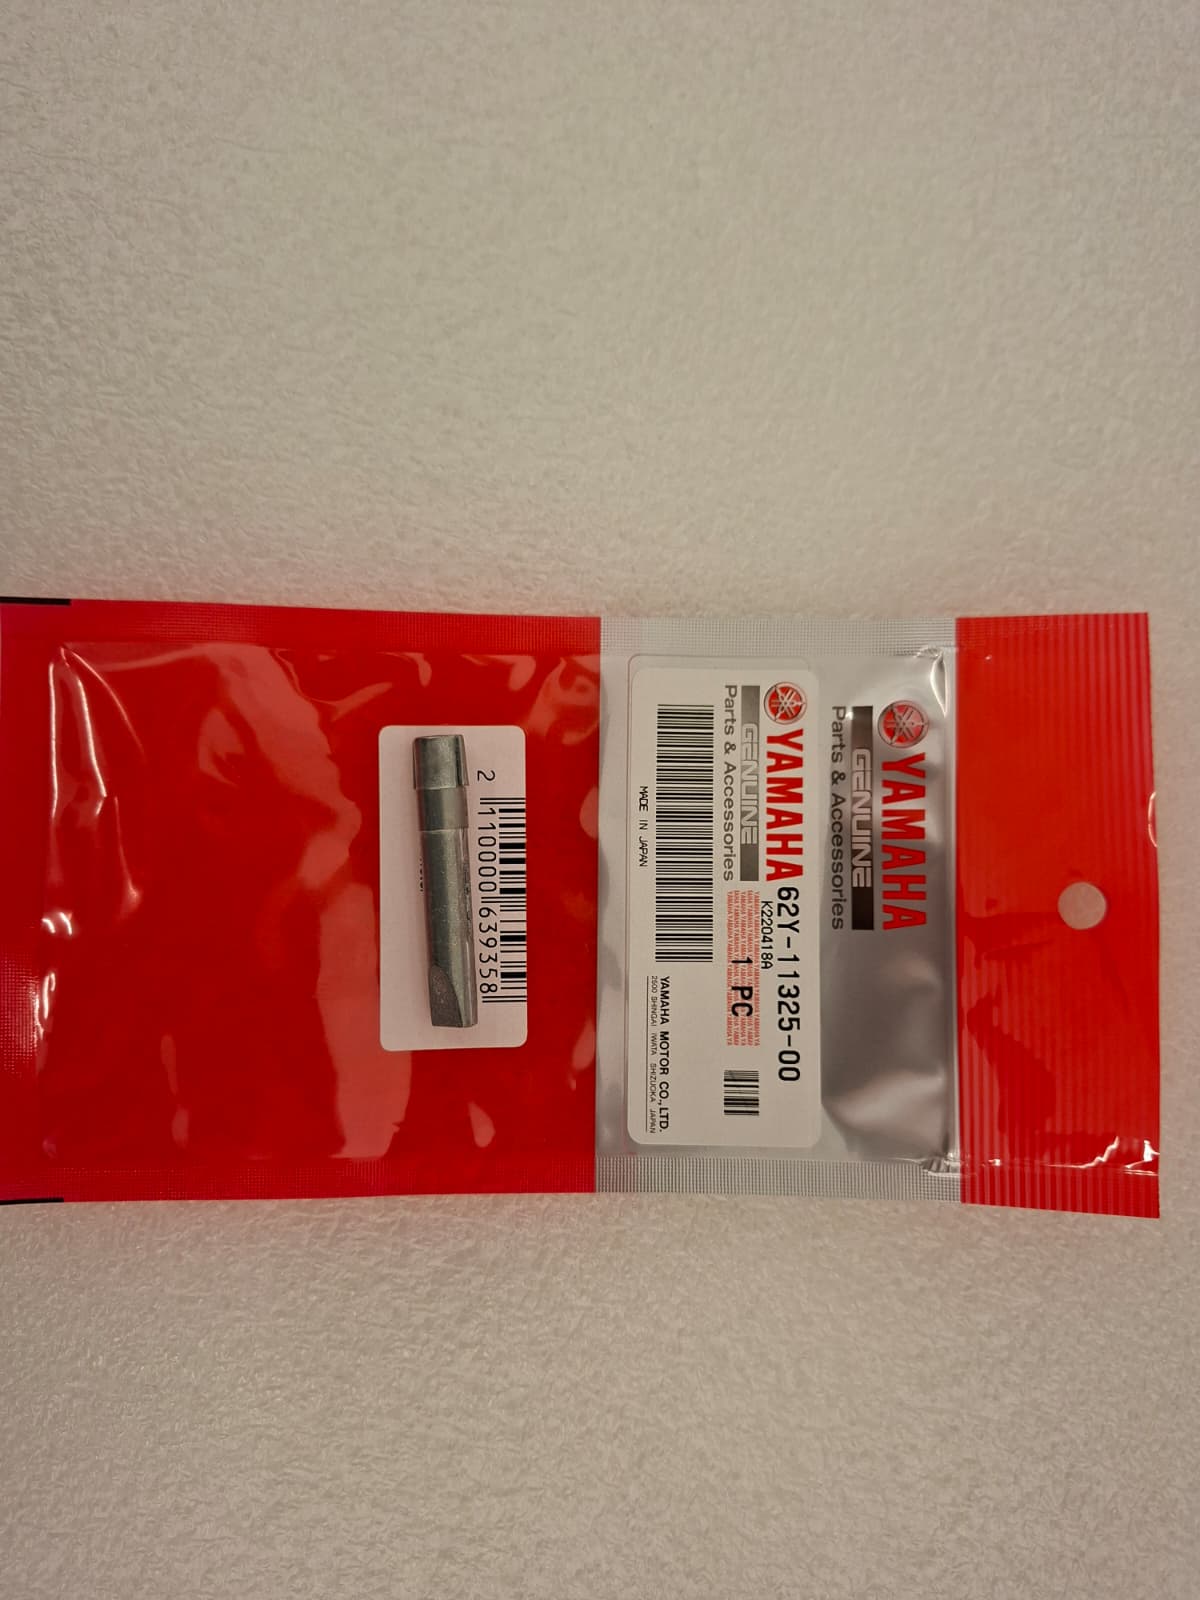 YAMAHA
GENUINE
Parts & Accessories
YAMAHA
GENUINE
Parts & Accessories
62Y-11325-00
K220418A
1 PC
MADE IN JAPAN
YAMAHA MOTOR CO.,LTD.
2500 SHINGAI IWATA SHIZUOKA JAPAN
2 110000 639358